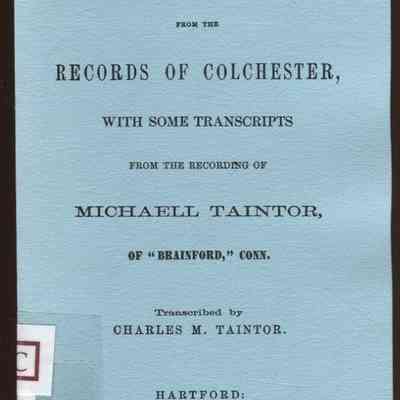 FROM THE
RECORDS OF COLCHESTER,
WITH SOME TRANSCRIPTS
FROM THE RECORDING OF
MICHAELL TAINTOR,
OF "BRAINFORD," CONN.
Transcribed by
CHARLES M. TAINTOR.
C
HARTFORD: